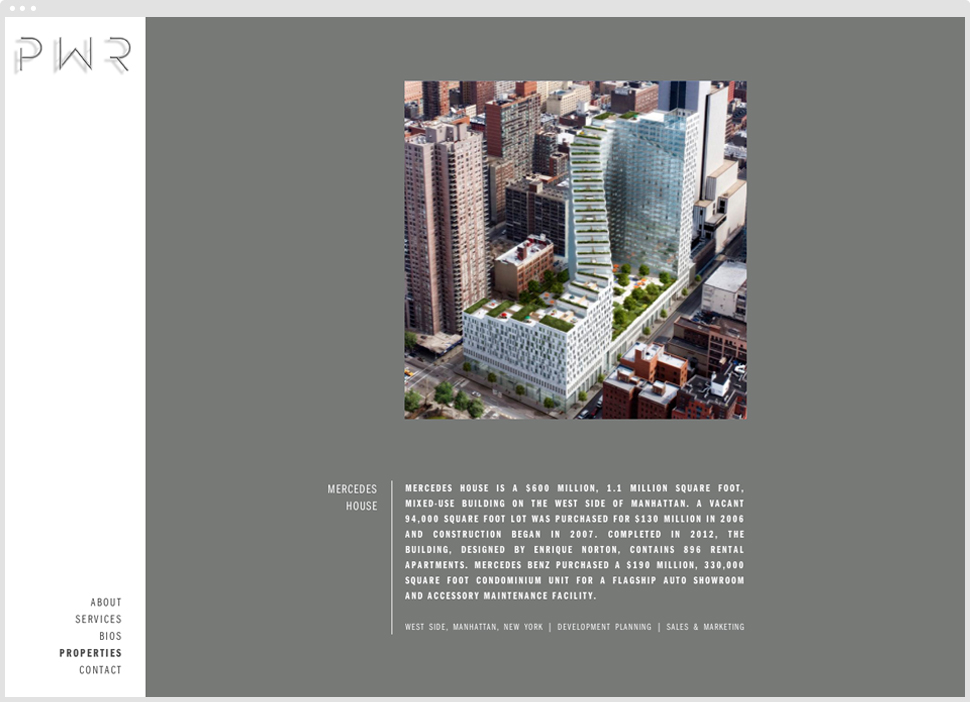 PWR
MERCEDES
HOUSE
MERCEDES HOUSE IS A $600 MILLION, 1.1 MILLION SQUARE FOOT,
MIXED-USE BUILDING ON THE WEST SIDE OF MANHATTAN. A VACANT
94,000 SQUARE FOOT LOT WAS PURCHASED FOR $130 MILLION IN 2006
AND CONSTRUCTION BEGAN IN 2007. COMPLETED IN 2012, THE
BUILDING, DESIGNED BY ENRIQUE NORTON, CONTAINS 896 RENTAL
APARTMENTS. MERCEDES BENZ PURCHASED A $190 MILLION, 330,000
SQUARE FOOT CONDOMINIUM UNIT FOR A FLAGSHIP AUTO SHOWROOM
AND ACCESSORY MAINTENANCE FACILITY.
WEST SIDE, MANHATTAN, NEW YORK | DEVELOPMENT PLANNING | SALES & MARKETING
ABOUT
SERVICES
BIOS
PROPERTIES
CONTACT